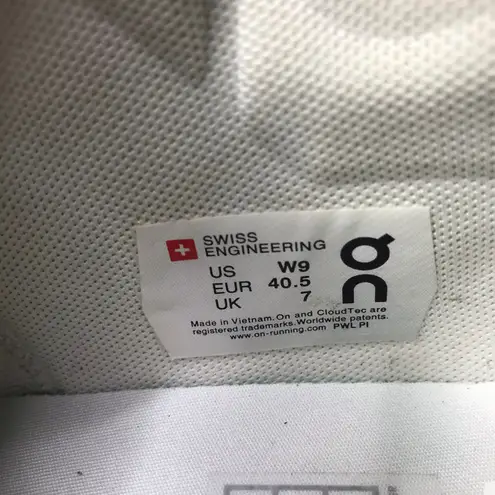 SWISS
ENGINEERING
US W9
EUR 40.5
UK 7
On
Made in Vietnam. On and CloudTec are
registered trademarks. Worldwide patents.
www.on-running.com PWL PI